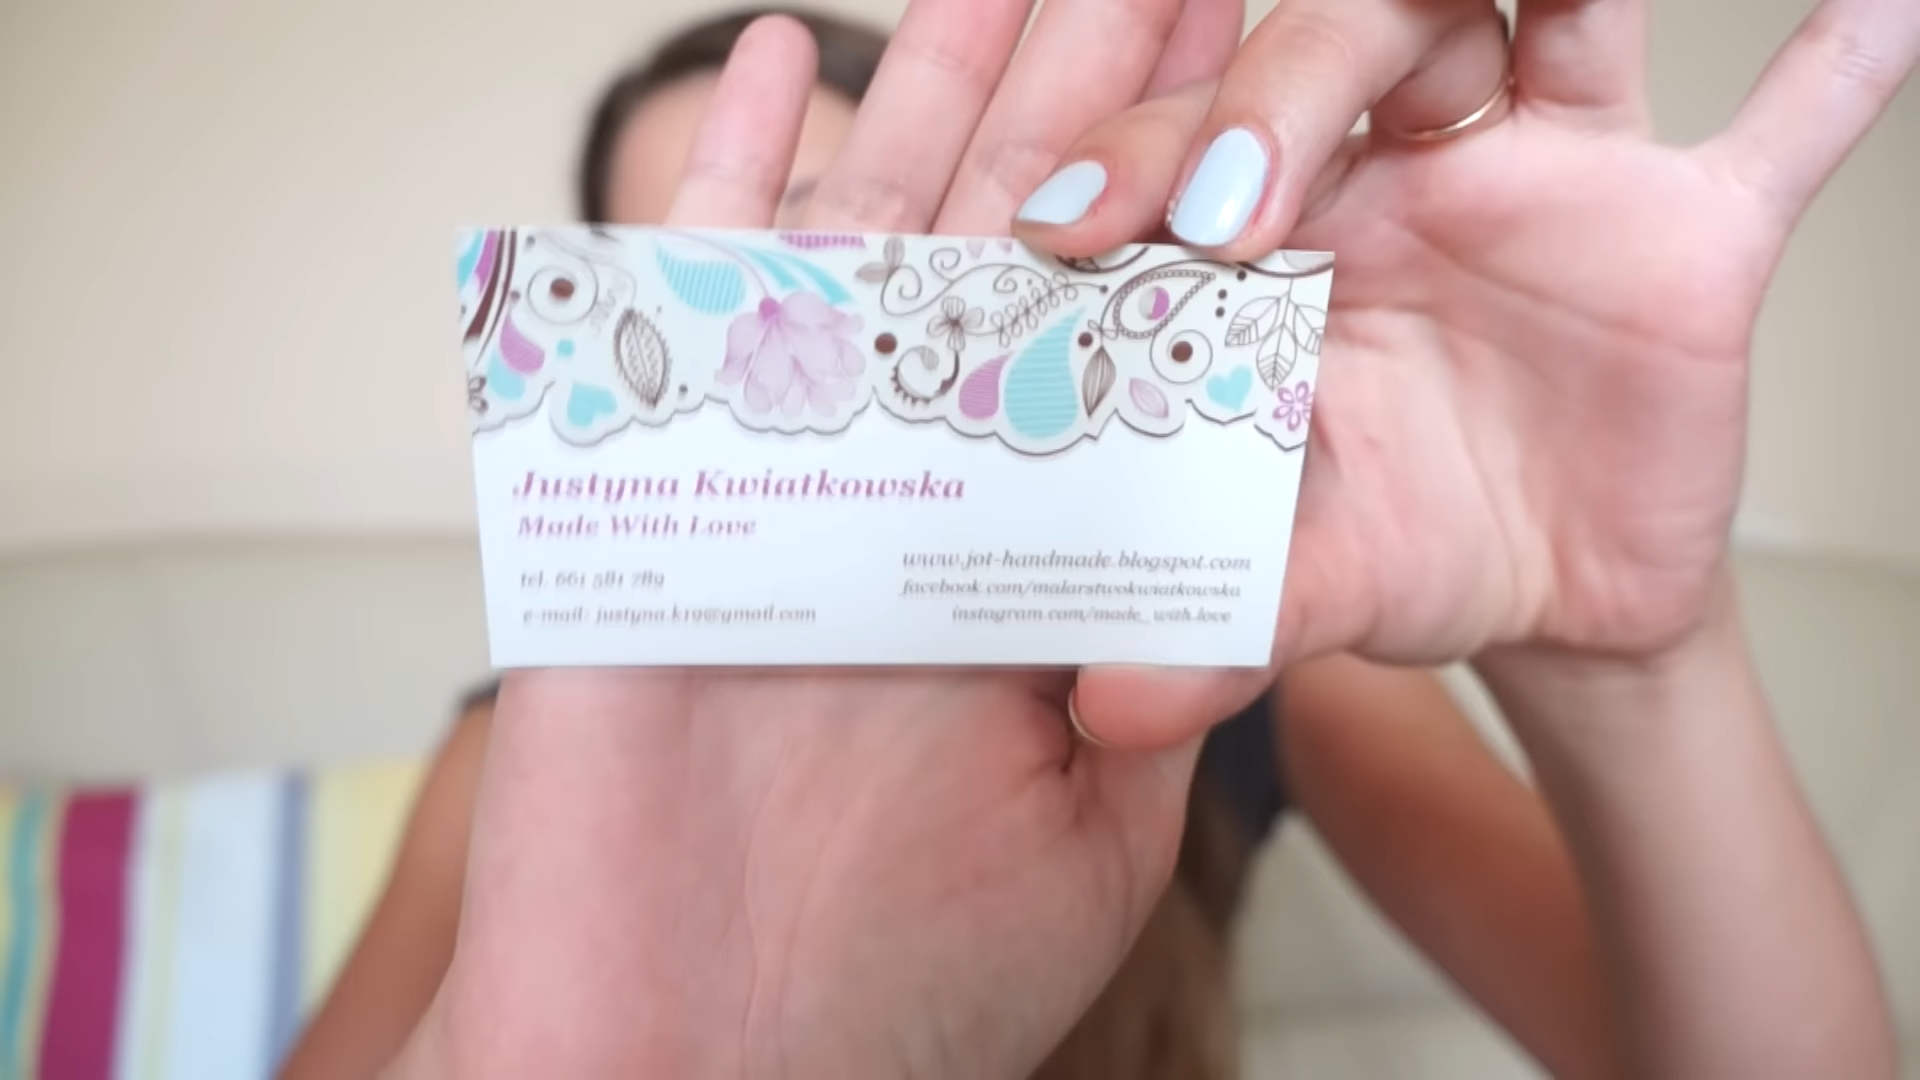 Justyna Kwiatkowska
Made With Love
tel. 661 581 789
e-mail: justyna.k19@gmail.com
www.jot-handmade.blogspot.com
facebook.com/malarstwokwiatkowska
instagram.com/made_with.love